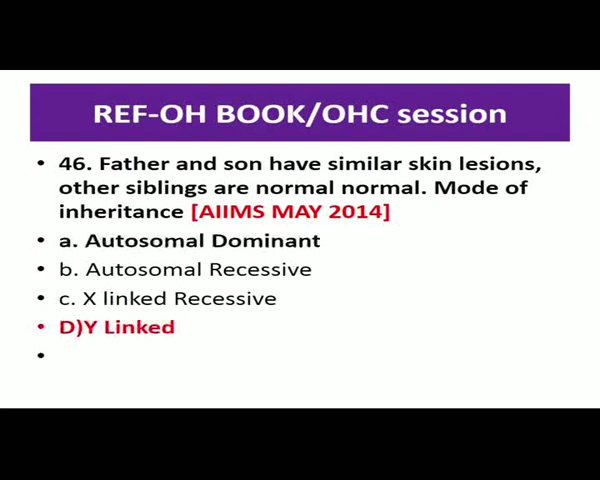 REF-OH BOOK/OHC session
• 46. Father and son have similar skin lesions,
other siblings are normal normal. Mode of
inheritance [AIIMS MAY 2014]
• a. Autosomal Dominant
• b. Autosomal Recessive
• c. X linked Recessive
• D)Y Linked
•